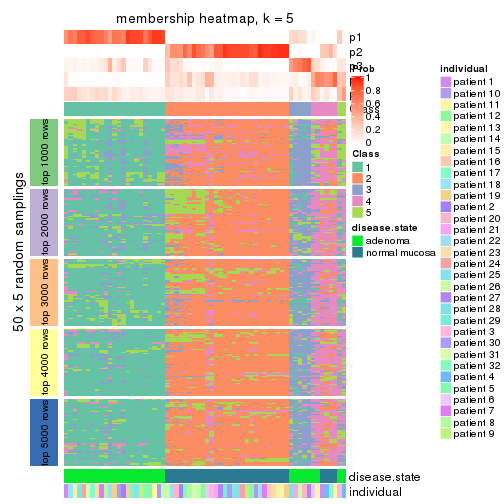 membership heatmap, k = 5
p1
p2
p3
Prob
1
0.8
0.6
0.4
0.2
0
Class
1
2
3
4
5
disease.state
adenoma
normal mucosa
individual
patient 1
patient 10
patient 11
patient 12
patient 13
patient 14
patient 15
patient 16
patient 17
patient 18
patient 19
patient 2
patient 20
patient 21
patient 22
patient 23
patient 24
patient 25
patient 26
patient 27
patient 28
patient 29
patient 3
patient 30
patient 31
patient 32
patient 4
patient 5
patient 6
patient 7
patient 8
patient 9
50 x 5 random samplings
top 1000 rows
top 2000 rows
top 3000 rows
top 4000 rows
top 5000 rows
disease.state
individual